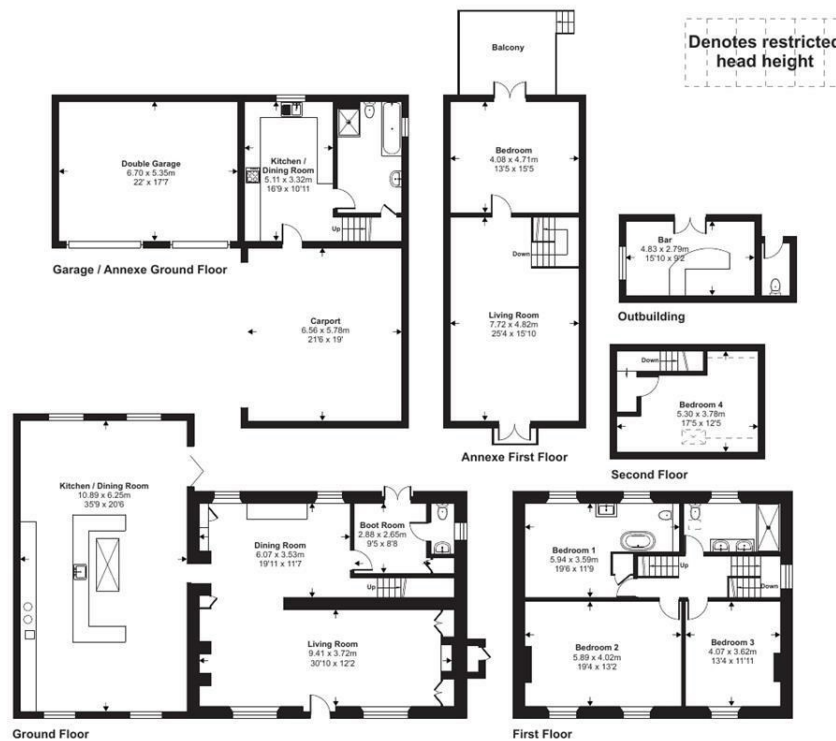 Balcony
Denotes restricted
head height
Double Garage
6.70 x 5.35m
22' x 17'7
Kitchen /
Dining Room
5.11 x 3.32m
16'9 x 10'11
Up
Garage / Annexe Ground Floor
Carport
6.56 x 5.78m
21'6 x 19'
Bedroom
4.08 x 4.71m
13'5 x 15'5
Down
Living Room
7.72 x 4.82m
25'4 x 15'10
Annexe First Floor
Bar
4.83 x 2.79m
15'10 x 9'2
Outbuilding
Down
Bedroom 4
5.30 x 3.78m
17'5 x 12'5
Second Floor
Kitchen / Dining Room
10.89 x 6.25m
35'9 x 20'6
Dining Room
6.07 x 3.53m
19'11 x 11'7
Boot Room
2.88 x 2.65m
9'5 x 8'8
Up
Living Room
9.41 x 3.72m
30'10 x 12'2
Ground Floor
Bedroom 1
5.94 x 3.59m
19'6 x 11'9
Up
Down
Bedroom 2
5.89 x 4.02m
19'4 x 13'2
Bedroom 3
4.07 x 3.62m
13'4 x 11'11
First Floor